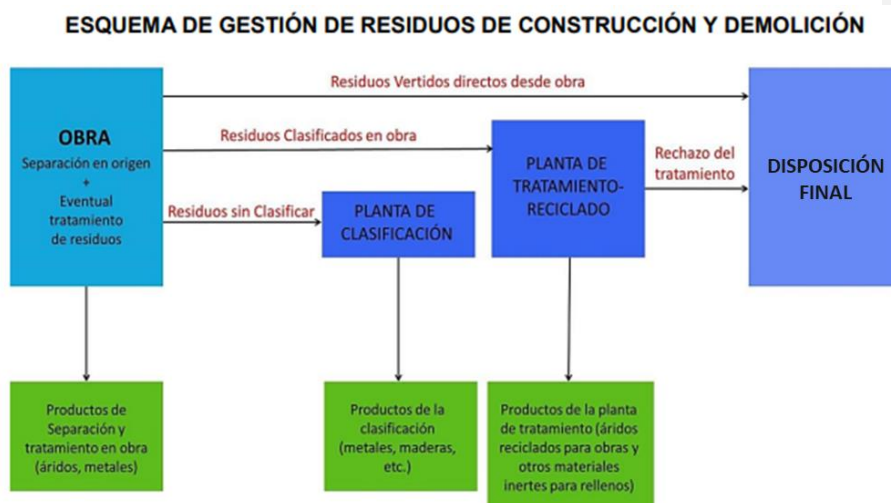 ESQUEMA DE GESTIÓN DE RESIDUOS DE CONSTRUCCIÓN Y DEMOLICIÓN
Residuos Vertidos directos desde obra
OBRA
Separación en origen
+
Eventual
tratamiento
de residuos
Residuos Clasificados en obra
PLANTA DE
TRATAMIENTO-
RECICLADO
Rechazo del
tratamiento
DISPOSICIÓN
FINAL
Residuos sin Clasificar
PLANTA DE
CLASIFICACIÓN
Productos de
Separación y
tratamiento en obra
(áridos, metales)
Productos de la
clasificación
(metales, maderas,
etc.)
Productos de la planta
de tratamiento (áridos
reciclados para obras y
otros materiales
inertes para rellenos)